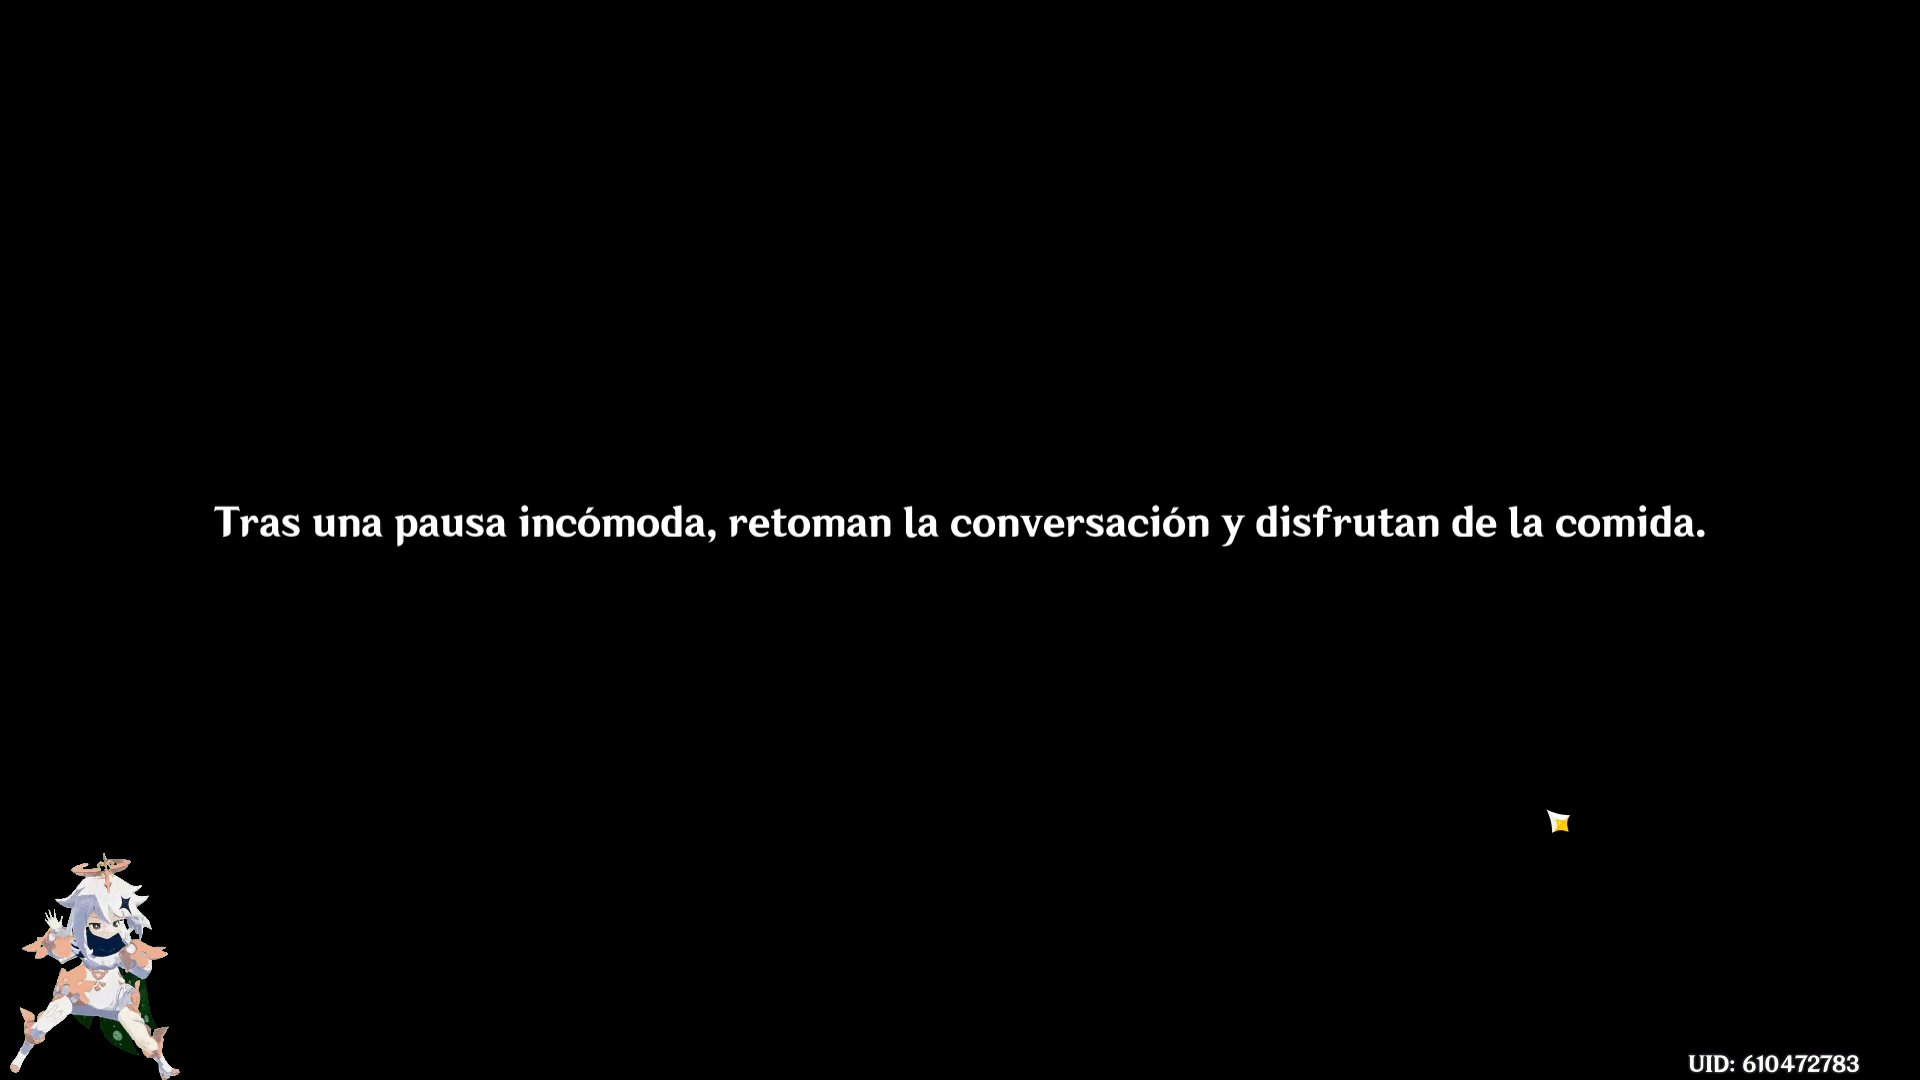 Tras una pausa incómoda, retoman la conversación y disfrutan de la comida.
UID: 610472783